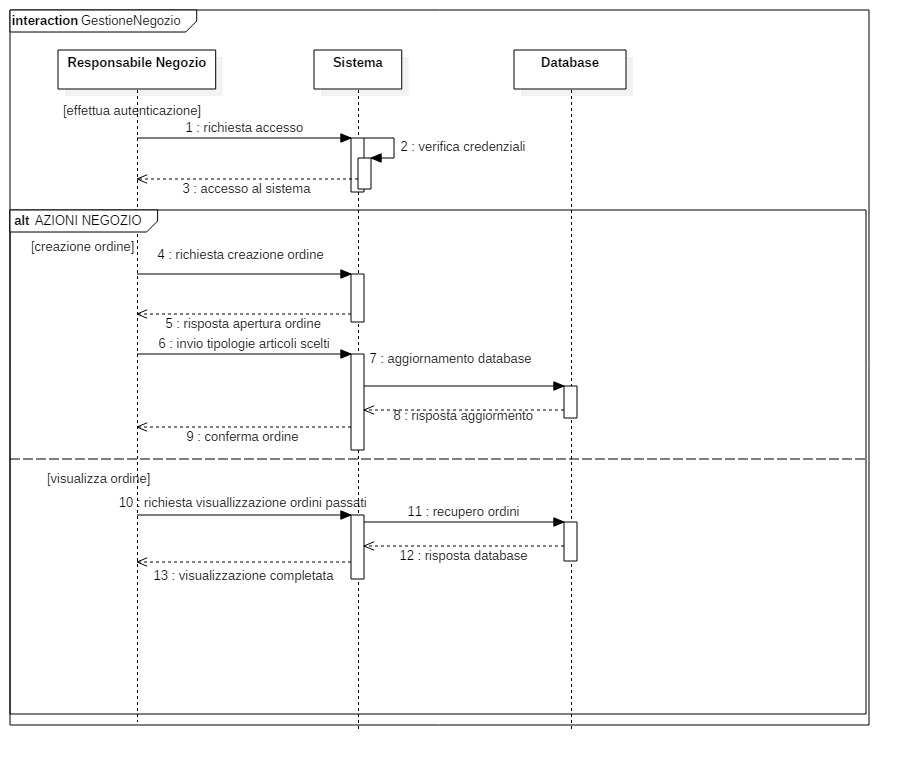 interaction GestioneNegozio
Responsabile Negozio
Sistema
Database
[effettua autenticazione]
1 : richiesta accesso
2 : verifica credenziali
3 : accesso al sistema
alt AZIONI NEGOZIO
[creazione ordine]
4 : richiesta creazione ordine
5 : risposta apertura ordine
6 : invio tipologie articoli scelti
7 : aggiornamento database
8 : risposta aggiormento
9 : conferma ordine
[visualizza ordine]
10 : richiesta visuallizzazione ordini passati
11 : recupero ordini
12 : risposta database
13 : visualizzazione completata